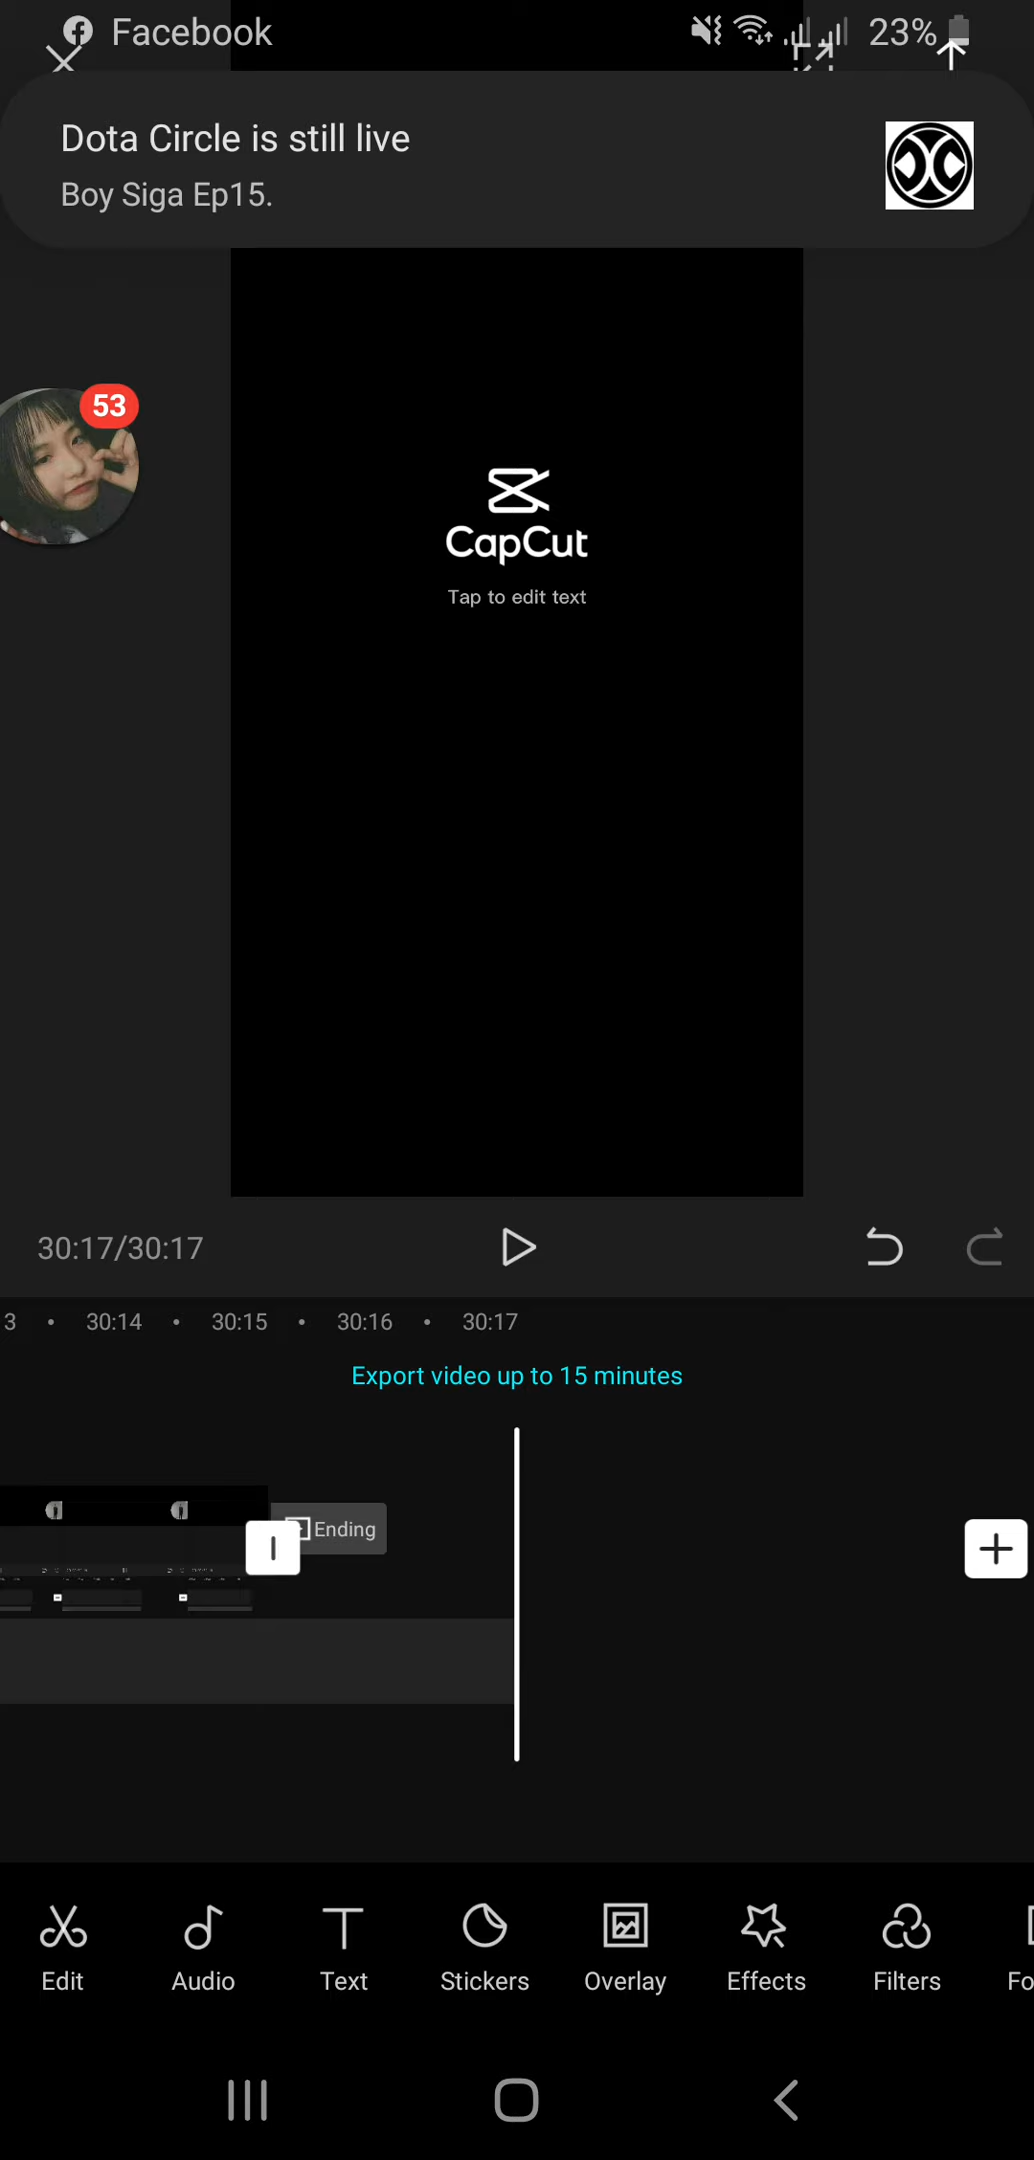 Facebook
23%
Dota Circle is still live
Boy Siga Ep15.
53
CapCut
Tap to edit text
30:17/30:17
3 • 30:14 • 30:15 • 30:16 • 30:17
Export video up to 15 minutes
Ending
Edit Audio Text Stickers Overlay Effects Filters Fo